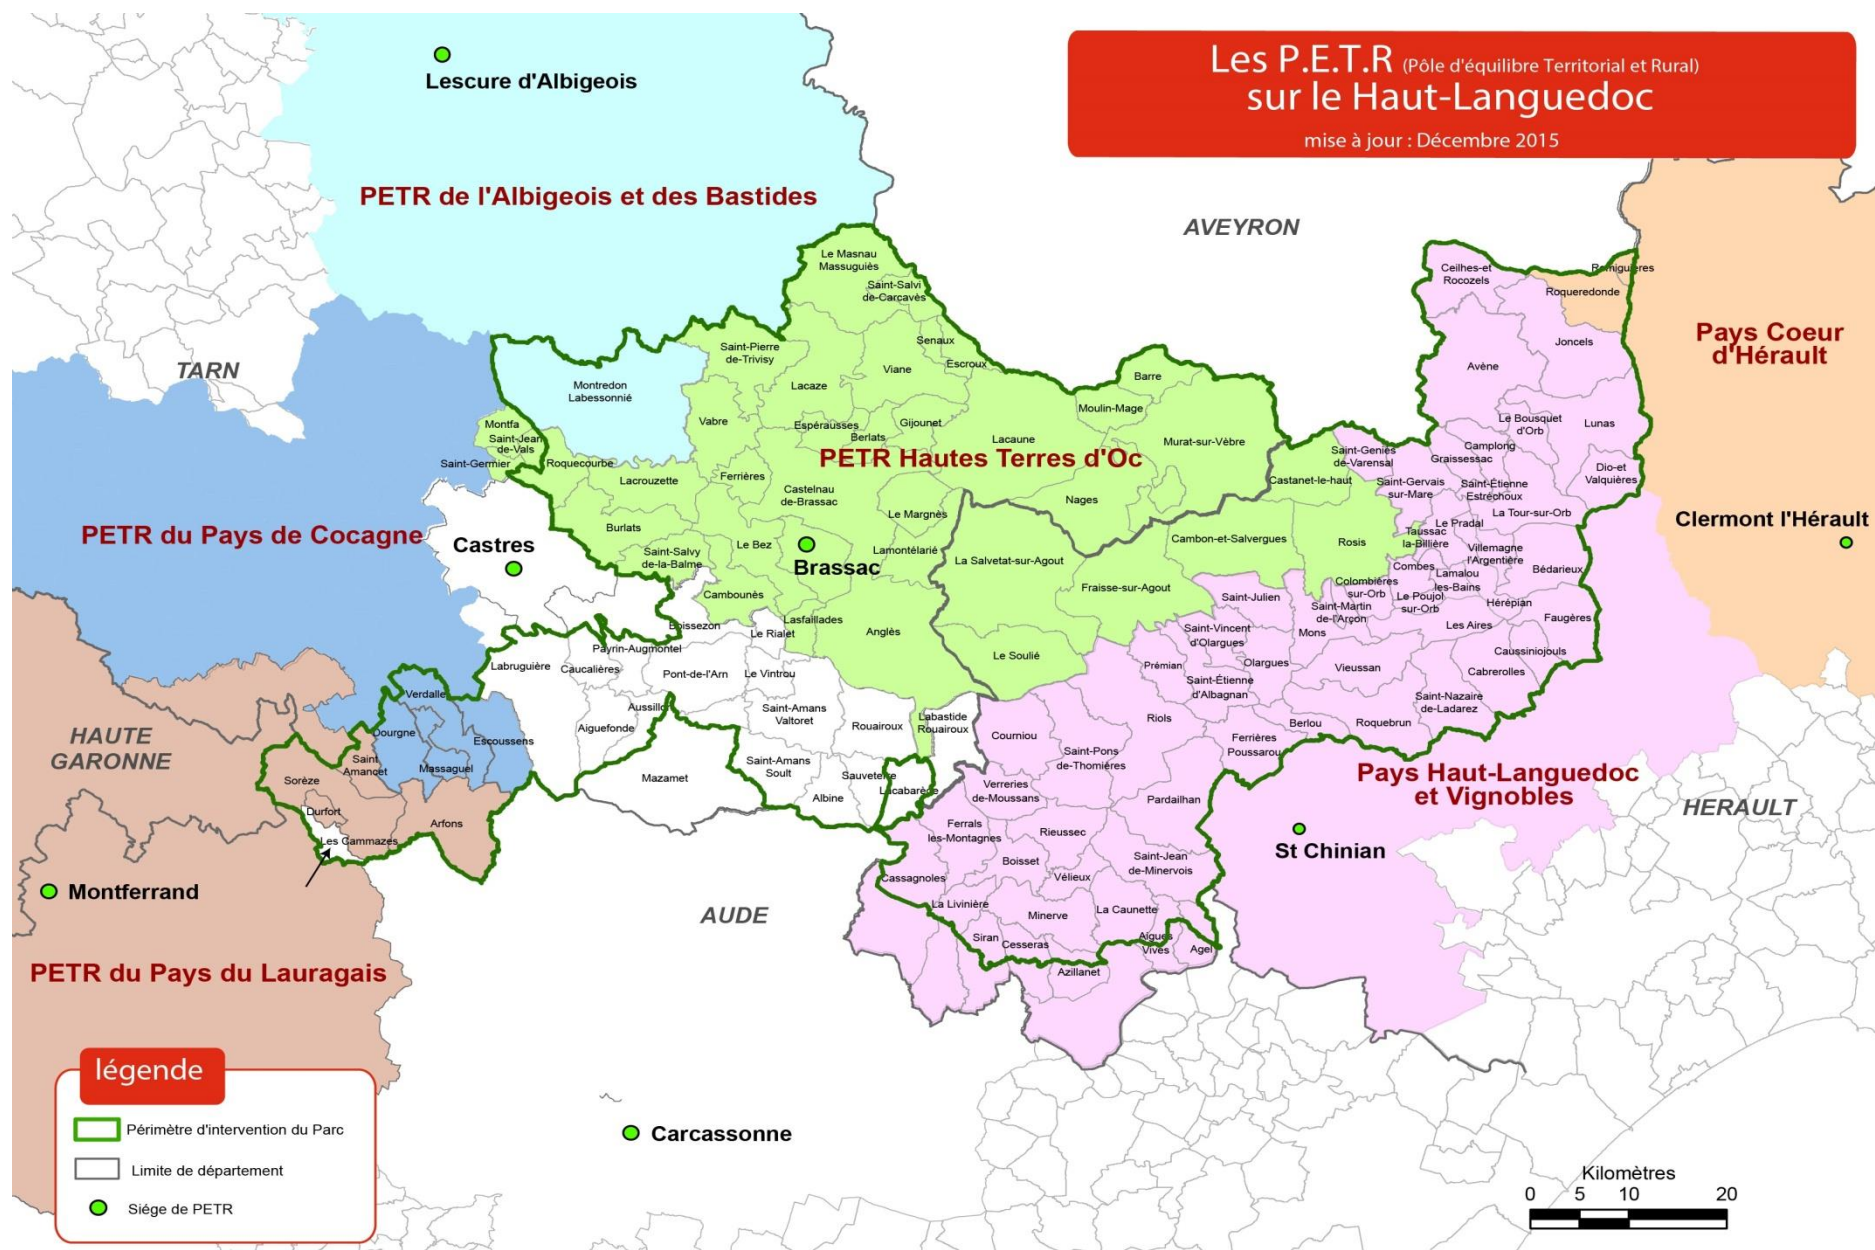 Les P.E.T.R (Pôle d'équilibre Territorial et Rural)
sur le Haut-Languedoc
mise à jour : Décembre 2015
Lescure d'Albigeois
PETR de l'Albigeois et des Bastides
AVEYRON
TARN
Le Masnau
Massuguiès
Saint-Salvi
de-Carcavès
Ceilhes-et
Rocozels
Romiguières
Roqueredonde
Pays Coeur
d'Hérault
Saint-Pierre
de-Trivisy
Senaux
Escroux
Viane
Lacaze
Barre
Joncels
Avène
Montredon
Labessonnié
Moulin-Mage
Vabre
Espérausses
Berlats
Gijounet
Lacaune
Murat-sur-Vèbre
Le Bousquet
d'Orb
Lunas
Montfa
Saint-Jean
de-Vals
Saint-Germier
Roquecourbe
PETR Hautes Terres d'Oc
Saint-Geniès
de-Varensal
Camplong
Graissessac
Dio-et
Valquières
Lacrouzette
Ferrières
Castelnau
de-Brassac
Nages
Castanet-le-haut
Saint-Gervais
sur-Mare
Saint-Étienne
Estréchoux
La Tour-sur-Orb
Clermont l'Hérault
PETR du Pays de Cocagne
Castres
Burlats
Le Margnès
Saint-Salvy
de-la-Balme
Le Bez
Brassac
Lamontélarié
La Salvetat-sur-Agout
Cambon-et-Salvergues
Rosis
Taussac
la-Billière
Le Pradal
Villemagne
l'Argentière
Bédarieux
Combes
Lamalou
les-Bains
Cambounès
Fraisse-sur-Agout
Saint-Julien
Colombières
sur-Orb
Saint-Martin
de-l'Arçon
Le Poujol
sur-Orb
Hérépian
Faugères
Boissezon
Lasfaillades
Le Rialet
Anglès
Saint-Vincent
d'Olargues
Mons
Les Aires
Caussiniojouls
Payrin-Augmontel
Labruguière
Caucalières
Pont-de-l'Arn
Le Vintrou
Le Soulié
Prémian
Olargues
Vieussan
Cabrerolles
Saint-Étienne
d'Albagnan
Verdalle
Aussillon
Saint-Amans
Valtoret
Rouairoux
Labastide
Rouairoux
Riols
Saint-Nazaire
de-Ladarez
Berlou
Roquebrun
HAUTE
GARONNE
Dourgne
Escoussens
Aiguefonde
Courniou
Saint-Pons
de-Thomières
Ferrières
Poussarou
Sorèze
Saint
Amancet
Massaguel
Mazamet
Saint-Amans
Soult
Sauveterre
Lacabarède
Albine
Verreries
de-Moussans
Pardailhan
Pays Haut-Languedoc
et Vignobles
HERAULT
Durfort
Arfons
Les Cammazes
Ferrals
les-Montagnes
Rieussec
Boisset
Saint-Jean
de-Minervois
St Chinian
Montferrand
Cassagnoles
Vélieux
AUDE
La Livinière
Minerve
La Caunette
Siran
Cesseras
Aigues
Vives
Agel
Azillanet
PETR du Pays du Lauragais
légende
Périmètre d'intervention du Parc
Limite de département
Siége de PETR
Carcassonne
Kilomètres
0 5 10 20